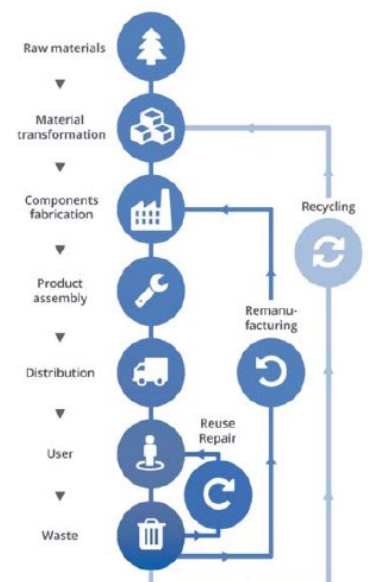 Raw materials
Material
transformation
Components
fabrication
Recycling
Product
assembly
Remanu-
facturing
Distribution
Reuse
Repair
User
Waste